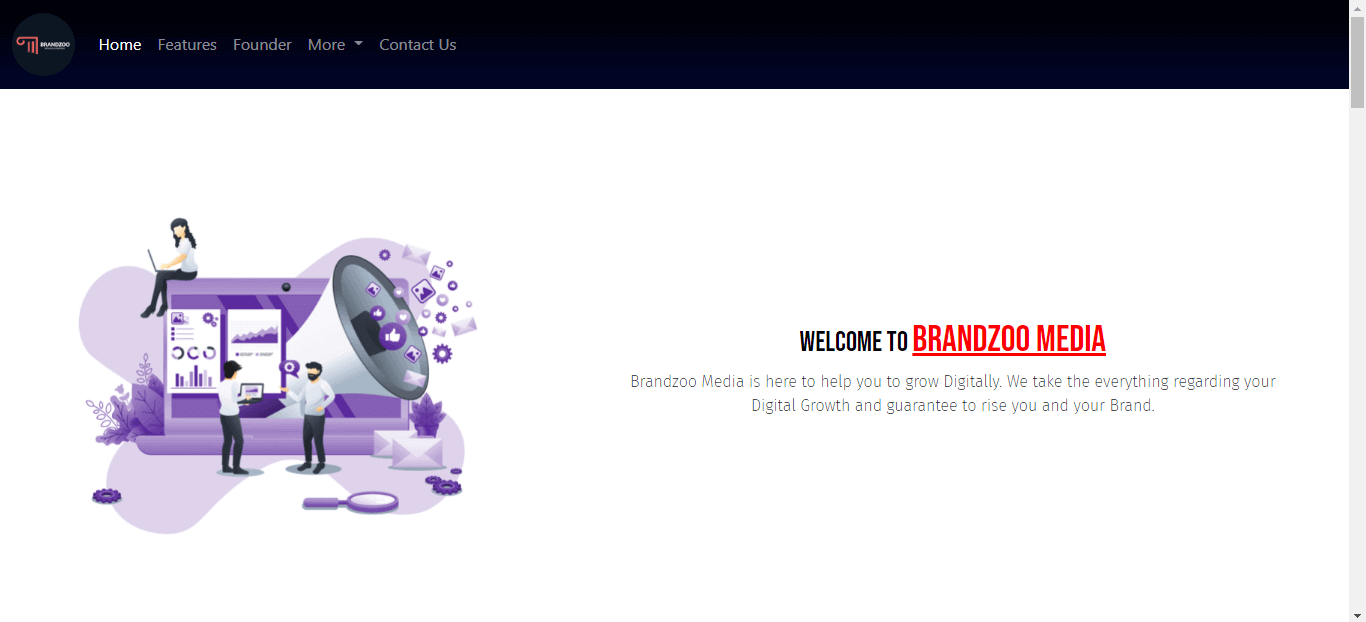 BRANDZOO
Home Features Founder More Contact Us
WELCOME TO BRANDZOO MEDIA
Brandzoo Media is here to help you to grow Digitally. We take the everything regarding your
Digital Growth and guarantee to rise you and your Brand.